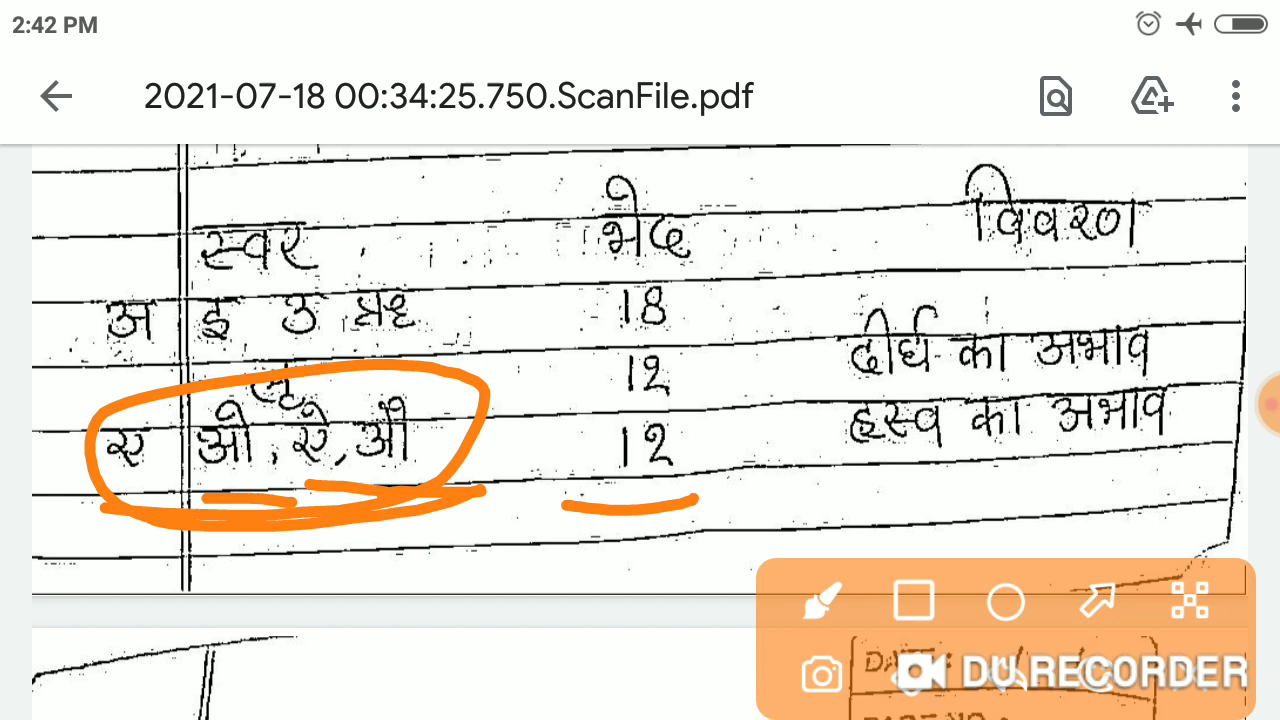 2:42 PM
2021-07-18 00:34:25.750.ScanFile.pdf
स्वर भेद विवरण
अ इ उ ऋ 18
लृ 12 दीर्घ का अभाव
ए ओ, ऐ, औ 12 ह्रस्व का अभाव
DU RECORDER